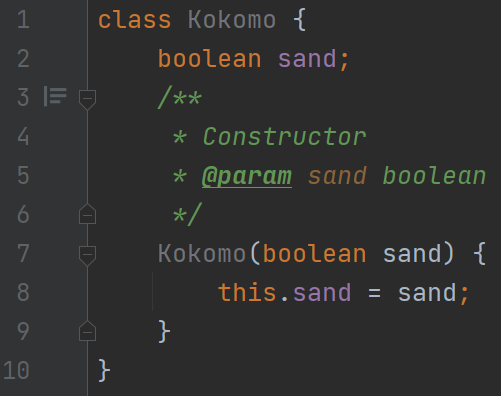 1 class Kokomo {
2     boolean sand;
3     /**
4      * Constructor
5      * @param sand boolean
6      */
7     Kokomo(boolean sand) {
8         this.sand = sand;
9     }
10 }